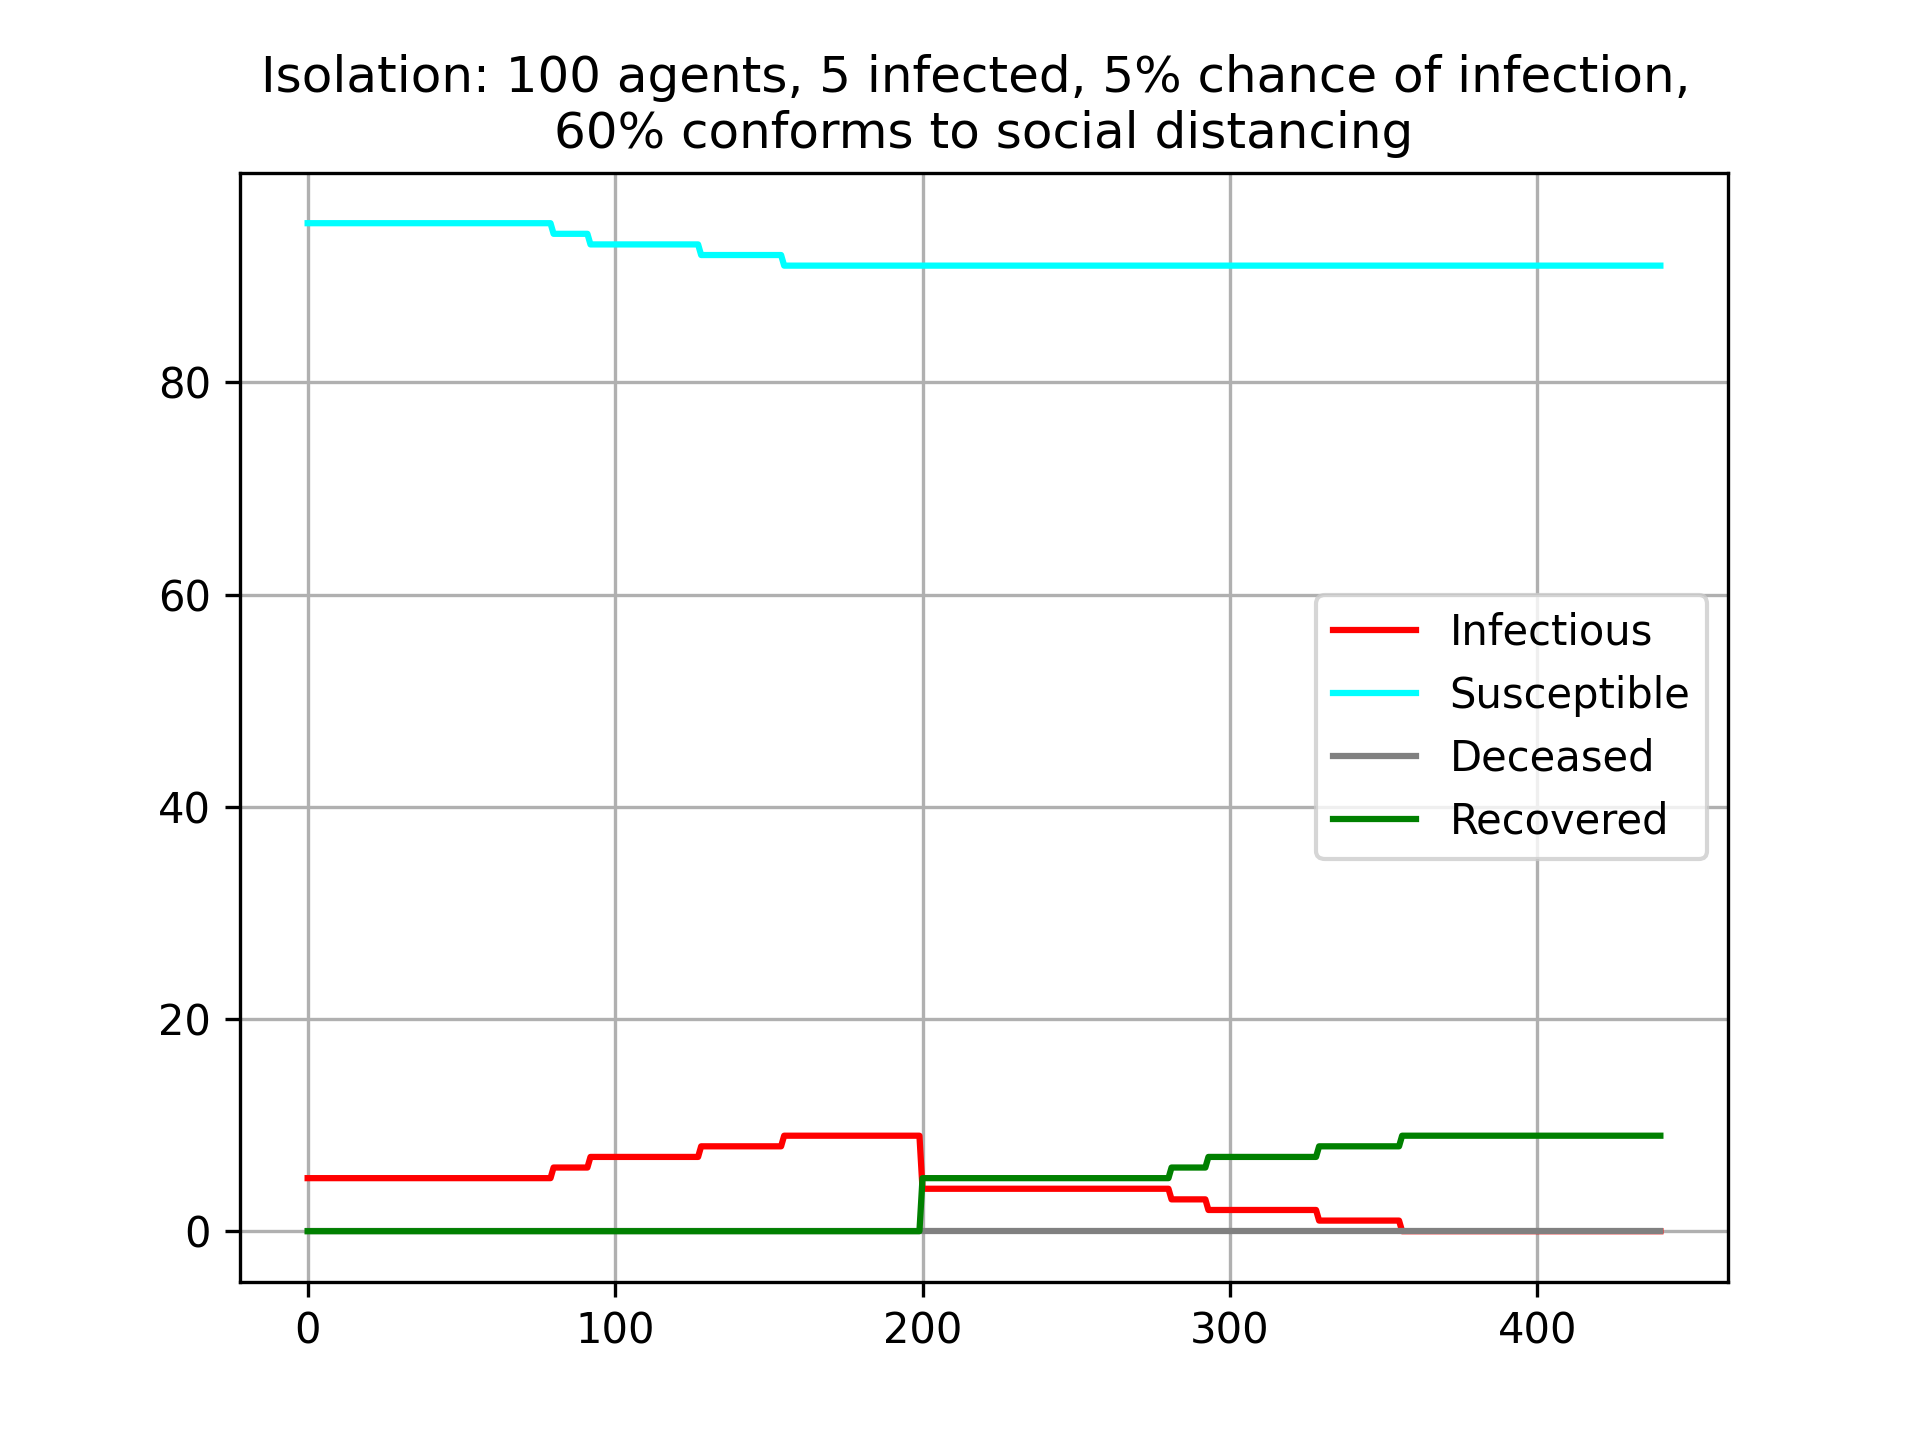 Isolation: 100 agents, 5 infected, 5% chance of infection,
60% conforms to social distancing
80
60
40
20
0
Infectious
Susceptible
Deceased
Recovered
0 100 200 300 400